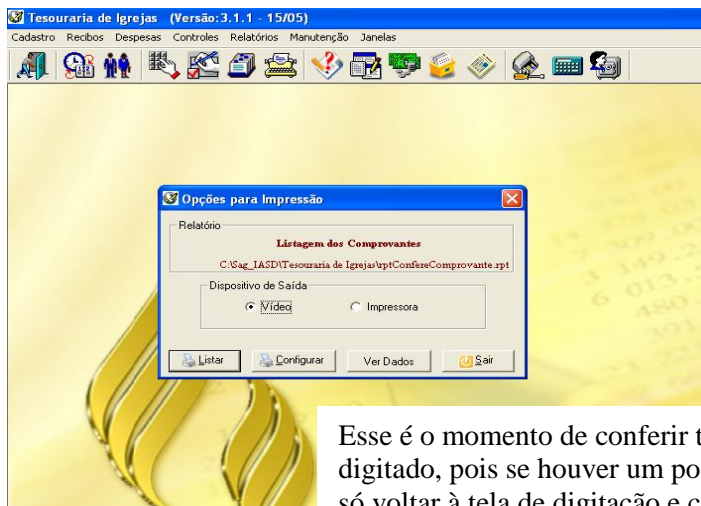 Tesouraria de Igrejas (Versão:3.1.1 - 15/05)
Cadastro Recibos Despesas Controles Relatórios Manutenção Janelas
Opções para Impressão
Relatório
Listagem dos Comprovantes
C:\Sag_IASD\Tesouraria de Igrejas\rptConfereComprovante.rpt
Dispositivo de Saída
Vídeo Impressora
Listar Configurar Ver Dados Sair
Esse é o momento de conferir t
digitado, pois se houver um po
só voltar à tela de digitação e c